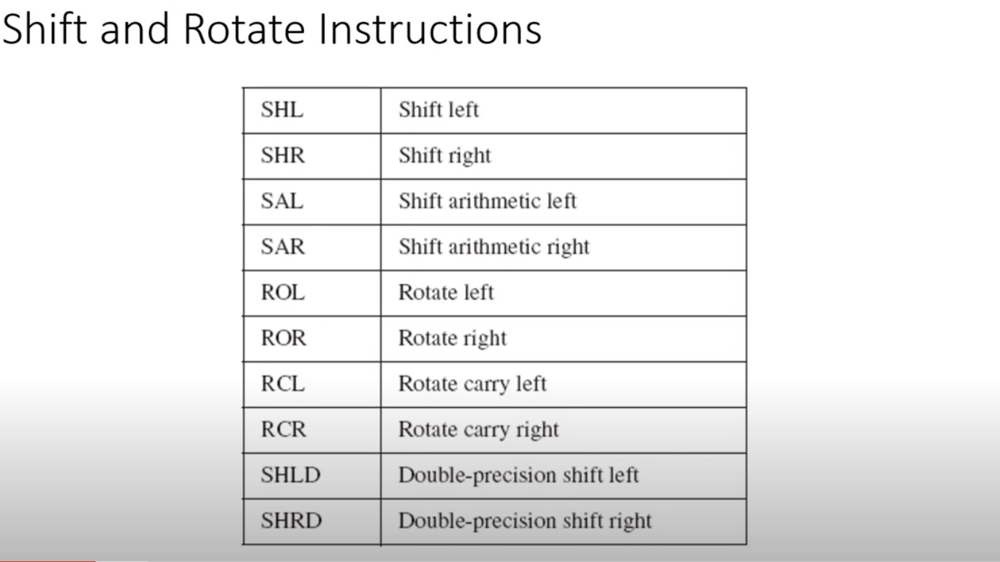 Shift and Rotate Instructions
SHL Shift left
SHR Shift right
SAL Shift arithmetic left
SAR Shift arithmetic right
ROL Rotate left
ROR Rotate right
RCL Rotate carry left
RCR Rotate carry right
SHLD Double-precision shift left
SHRD Double-precision shift right